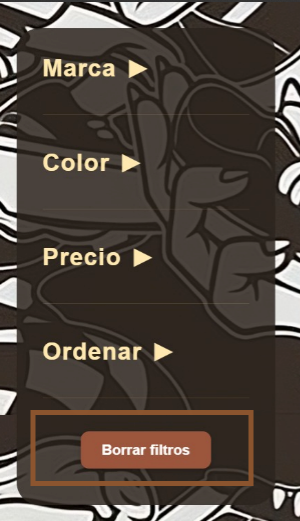 Marca ▶
Color ▶
Precio ▶
Ordenar ▶
Borrar filtros